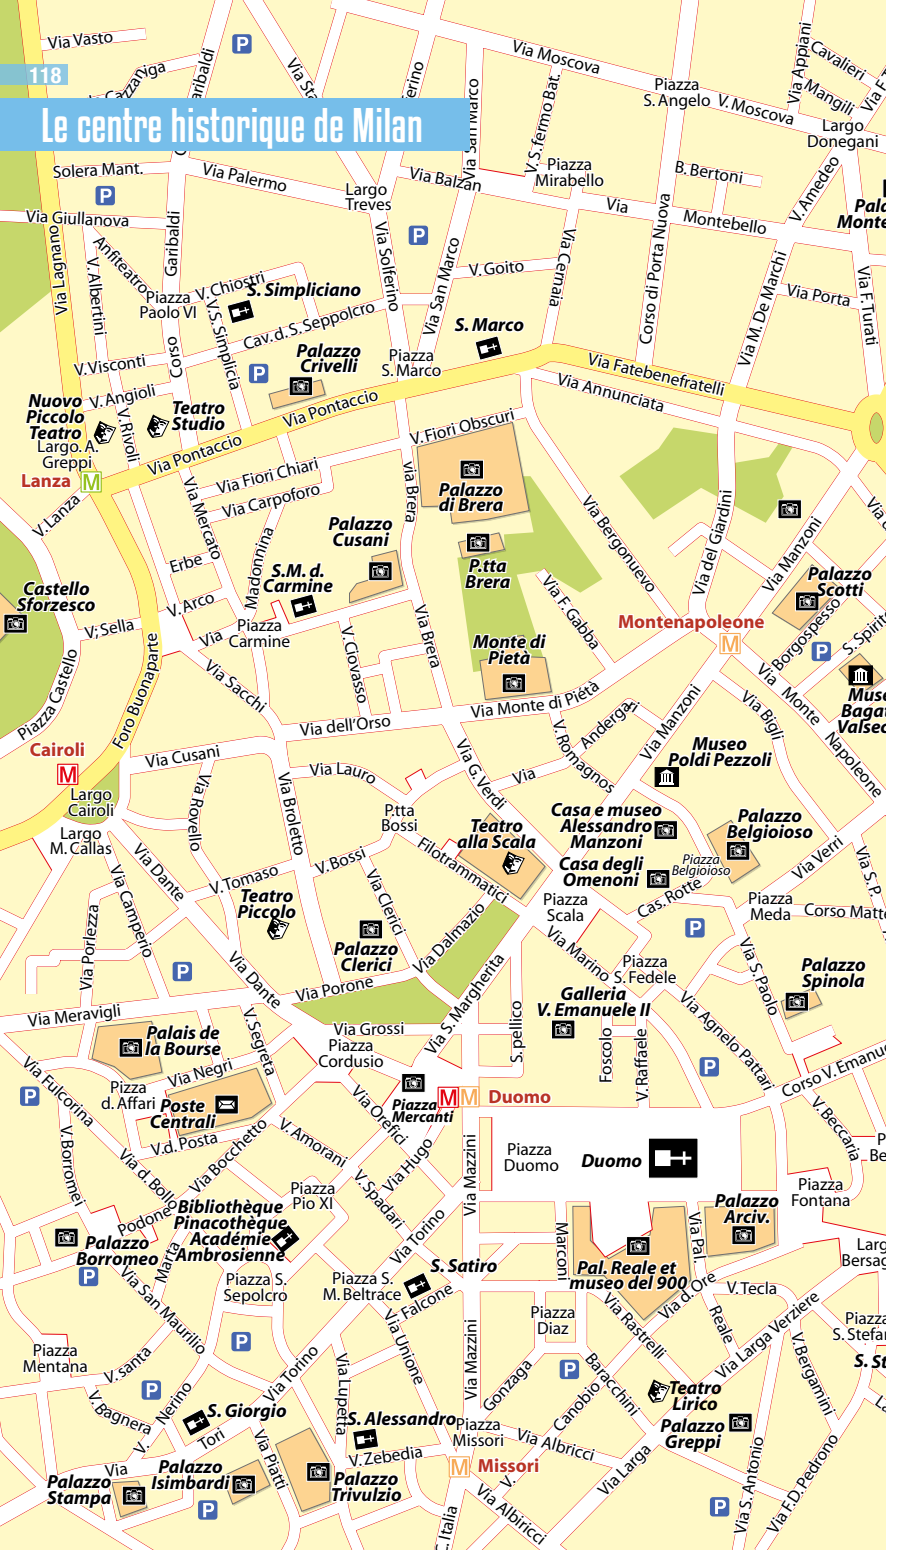 118
Le centre historique de Milan
Via Vasto
P
Via Moscova
Via Appiani
Cavalieri
Mangili
Piazza
S. Angelo
V. Moscova
Largo
Donegani
Via San Marco
V. S. fermo Bat.
Solera Mant.
P
Via Palermo
Largo
Treves
Via Balzan
Piazza
Mirabello
B. Bertoni
V. Amedeo
Via Giullanova
Via
Montebello
Via Lagnano
Anfiteatro
V. Albertini
Garibaldi
P
Via Solferino
Via San Marco
Via Cernaia
Corso di Porta Nuova
Via M. De Marchi
Via Porta
Via F. Turati
V. Goito
V. Chiostri
S. Simpliciano
Piazza
Paolo VI
V. S. Simplicia
Cav. d. S. Seppolcro
S. Marco
Corso
V. Visconti
P
Palazzo
Crivelli
Piazza
S. Marco
Via Fatebenefratelli
Via Annunciata
V. Angioli
Nuovo
Piccolo
Teatro
Largo. A.
Greppi
V. Rivoli
Teatro
Studio
Via Pontaccio
Via Pontaccio
V. Fiori Obscuri
Lanza
M
V. Lanza
Via Fiori Chiari
Via Carpoforo
Via Mercato
via Brera
Palazzo
di Brera
Via Bergonuevo
Via del Giardini
Via Manzoni
Palazzo
Cusani
Erbe
Madonnina
S.M. d.
Carmine
P.tta
Brera
Via F. Gabba
Palazzo
Scotti
Castello
Sforzesco
V. Arco
V; Sella
Via
Piazza
Carmine
V. Ciovasso
Via Brera
Montenapoleone
M
Borgospesso
P
Monte di
Pietà
Piazza Castello
Foro Buonaparte
Via Sacchi
Via dell'Orso
Via Monte di Piétà
V. Romagnos
Anderga.
Via Manzoni
Via Bigli
Via Monte
Napoleone
Cairoli
M
Via Cusani
Via Lauro
Via G. Verdi
Via
Museo
Poldi Pezzoli
Largo
Cairoli
Via Rovello
Via Broletto
P.tta
Bossi
Largo
M. Callas
Teatro
alla Scala
Filotrammatici
Casa e museo
Alessandro
Manzoni
Palazzo
Belgioioso
Casa degli
Omenoni
Piazza
Belgioioso
Via Verri
Via S. P.
Via Dante
V. Tomaso
V. Bossi
Via Camperio
Via Porlezza
Teatro
Piccolo
Via Clerici
Via Dalmazio
Piazza
Scala
Cas. Rotte
Piazza
Meda
P
Palazzo
Clerici
Via Marino
Piazza
S. Fedele
Via S. Paolo
Palazzo
Spinola
P
Via Dante
Via Porone
Via S. Margherita
Galleria
V. Emanuele II
Via Agnelo Pattari
Via Meravigli
V. Segreta
Via Grossi
Piazza
Cordusio
S. pellico
Foscolo
V. Raffaele
P
Palais de
la Bourse
Via Negri
Via Fulcorina
P
Pizza
d. Affari
Poste
Centrali
Piazza
Mercanti
M M
Duomo
Via Orefici
V. Beccaria
V.d. Posta
V. Amorani
Via Bocchetto
Via Hugo
V. Spadari
Via Mazzini
Piazza
Duomo
Duomo
V. Borromei
Via d Bollo
Piazza
Pio XI
Bibliothèque
Pinacothèque
Académie
Ambrosienne
Podone
Marta
Palazzo
Borromeo
P
Via Torino
Marconi
Piazza
Fontana
Palazzo
Arciv.
Pal. Reale et
museo del 900
Via d. Ore
V. Tecla
Piazza S.
Sepolcro
Piazza S.
M. Beltrace
S. Satiro
Falcone
Via San Maurilio
P
Via Unione
Via Mazzini
Piazza
Diaz
Via Rastrelli
Reale
Via Larga Verziere
V. Bergamini
Piazza
Mentana
V. santa
P
V. Bagnera
V. Nerino
Via Torino
Via Lupetta
Gonzaga
P
Baracchini
V. Canobio
Teatro
Lirico
Palazzo
Greppi
S. Giorgio
Tori
S. Alessandro
Piazza
Missori
V. Zebedia
Via Albricci
Via Larga
Via
Palazzo
Isimbardi
Palazzo
Stampa
P
Via Piatti
Palazzo
Trivulzio
M
Missori
Via Albiricci
P
Via S. Antonio
Via F.D. Pedrono